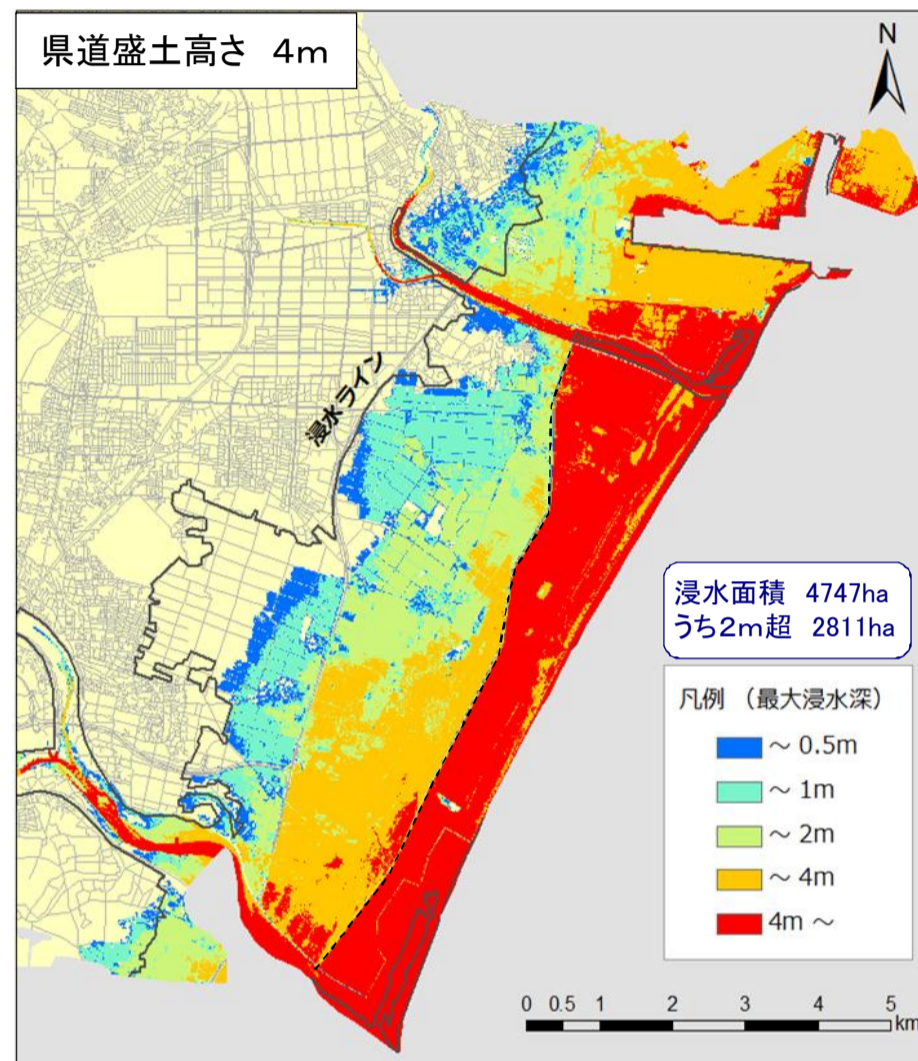 県道盛土高さ 4m
N
浸水ライン
浸水面積 4747ha
うち2m超 2811ha
凡例 (最大浸水深)
~ 0.5m
~ 1m
~ 2m
~ 4m
4m ~
0 0.5 1 2 3 4 5
km